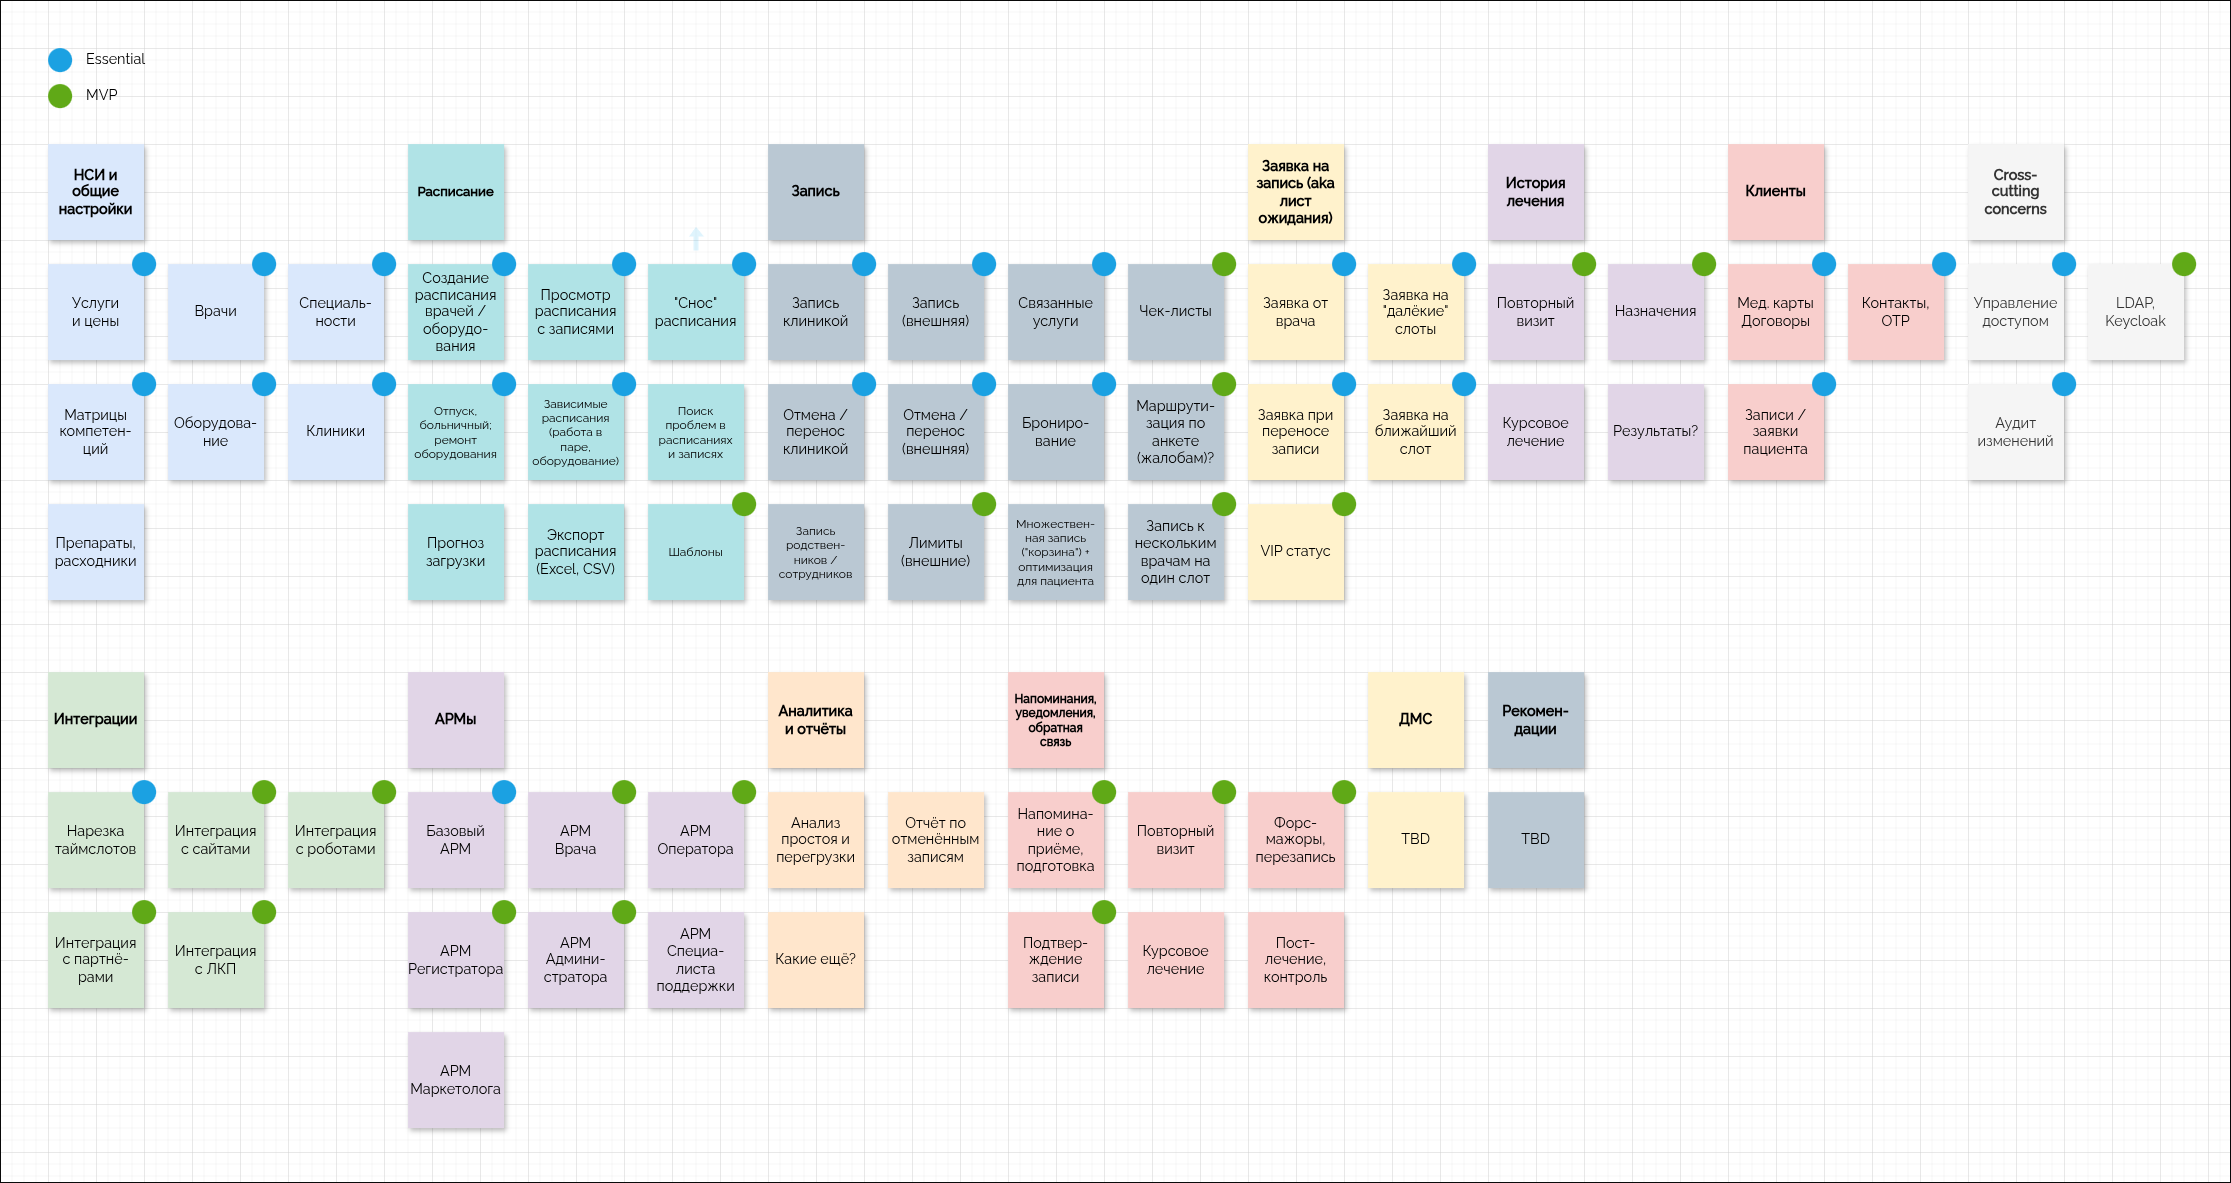 Essential
MVP
НСИ и
общие
настройки
Расписание
Запись
Заявка на
запись (aka
лист
ожидания)
История
лечения
Клиенты
Cross-
cutting
concerns
Услуги
и цены
Врачи
Специаль-
ности
Создание
расписания
врачей /
оборудо-
вания
Просмотр
расписания
с записями
"Снос"
расписания
Запись
клиникой
Запись
(внешняя)
Связанные
услуги
Чек-листы
Заявка от
врача
Заявка на
"далёкие"
слоты
Повторный
визит
Назначения
Мед. карты
Договоры
Контакты,
OTP
Управление
доступом
LDAP,
Keycloak
Матрицы
компетен-
ций
Оборудова-
ние
Клиники
Отпуск,
больничный;
ремонт
оборудования
Зависимые
расписания
(работа в
паре,
оборудование)
Поиск
проблем в
расписаниях
и записях
Отмена /
перенос
клиникой
Отмена /
перенос
(внешняя)
Брониро-
вание
Маршрути-
зация по
анкете
(жалобам)?
Заявка при
переносе
записи
Заявка на
ближайший
слот
Курсовое
лечение
Результаты?
Записи /
заявки
пациента
Аудит
изменений
Препараты,
расходники
Прогноз
загрузки
Экспорт
расписания
(Excel, CSV)
Шаблоны
Запись
родствен-
ников /
сотрудников
Лимиты
(внешние)
Множествен-
ная запись
("корзина") +
оптимизация
для пациента
Запись к
нескольким
врачам на
один слот
VIP статус
Интеграции
АРМы
Аналитика
и отчёты
Напоминания,
уведомления,
обратная
связь
ДМС
Рекомен-
дации
Нарезка
таймслотов
Интеграция
с сайтами
Интеграция
с роботами
Базовый
АРМ
АРМ
Врача
АРМ
Оператора
Анализ
простоя и
перегрузки
Отчёт по
отменённым
записям
Напомина-
ние о
приёме,
подготовка
Повторный
визит
Форс-
мажоры,
перезапись
TBD
TBD
Интеграция
с партнё-
рами
Интеграция
с ЛКП
АРМ
Регистратора
АРМ
Админи-
стратора
АРМ
Специа-
листа
поддержки
Какие ещё?
Подтвер-
ждение
записи
Курсовое
лечение
Пост-
лечение,
контроль
АРМ
Маркетолога